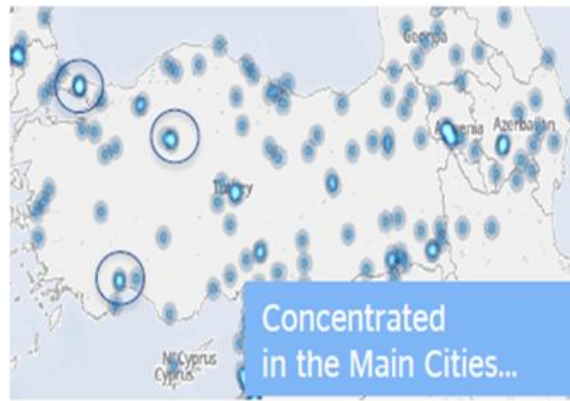 Georgia
Armenia
Azerbaijan
Turkey
N. Cyprus
Cyprus
Concentrated
in the Main Cities...